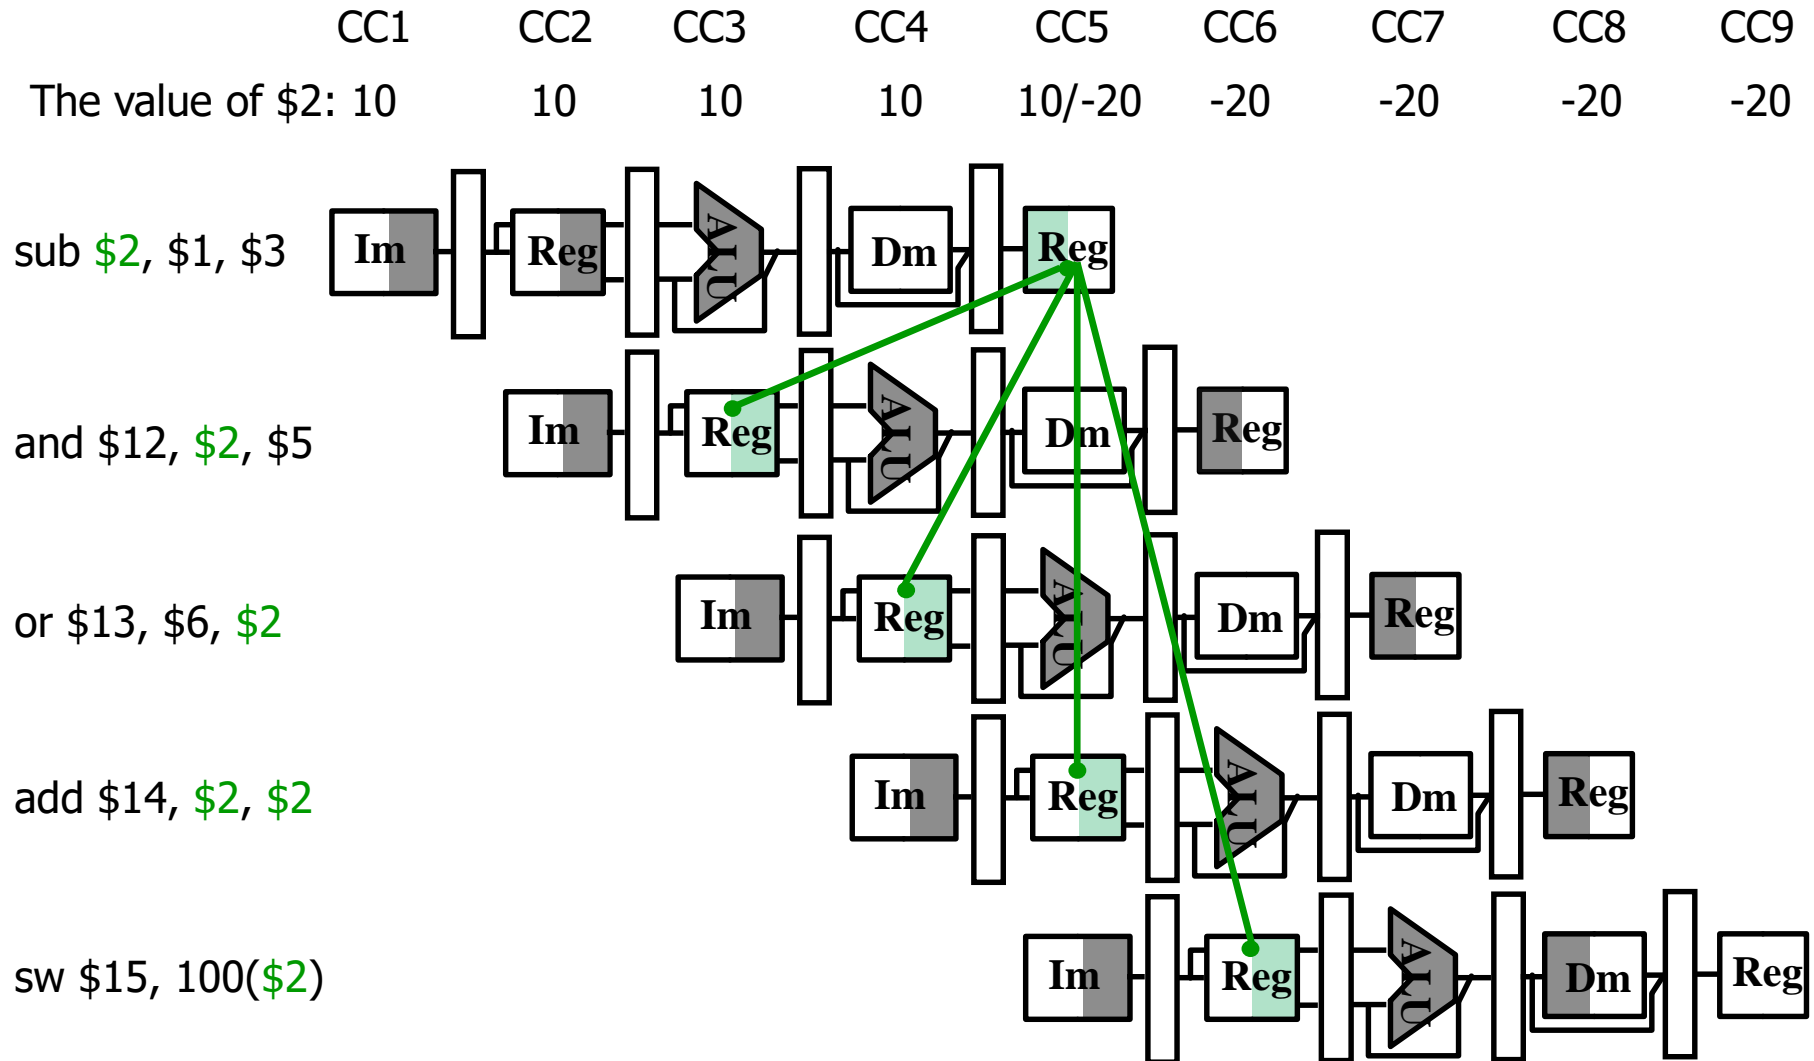 CC1 CC2 CC3 CC4 CC5 CC6 CC7 CC8 CC9
The value of $2: 10 10 10 10 10/-20 -20 -20 -20 -20
sub $2, $1, $3 Im Reg ALU Dm Reg
and $12, $2, $5 Im Reg ALU Dm Reg
or $13, $6, $2 Im Reg ALU Dm Reg
add $14, $2, $2 Im Reg ALU Dm Reg
sw $15, 100($2) Im Reg ALU Dm Reg